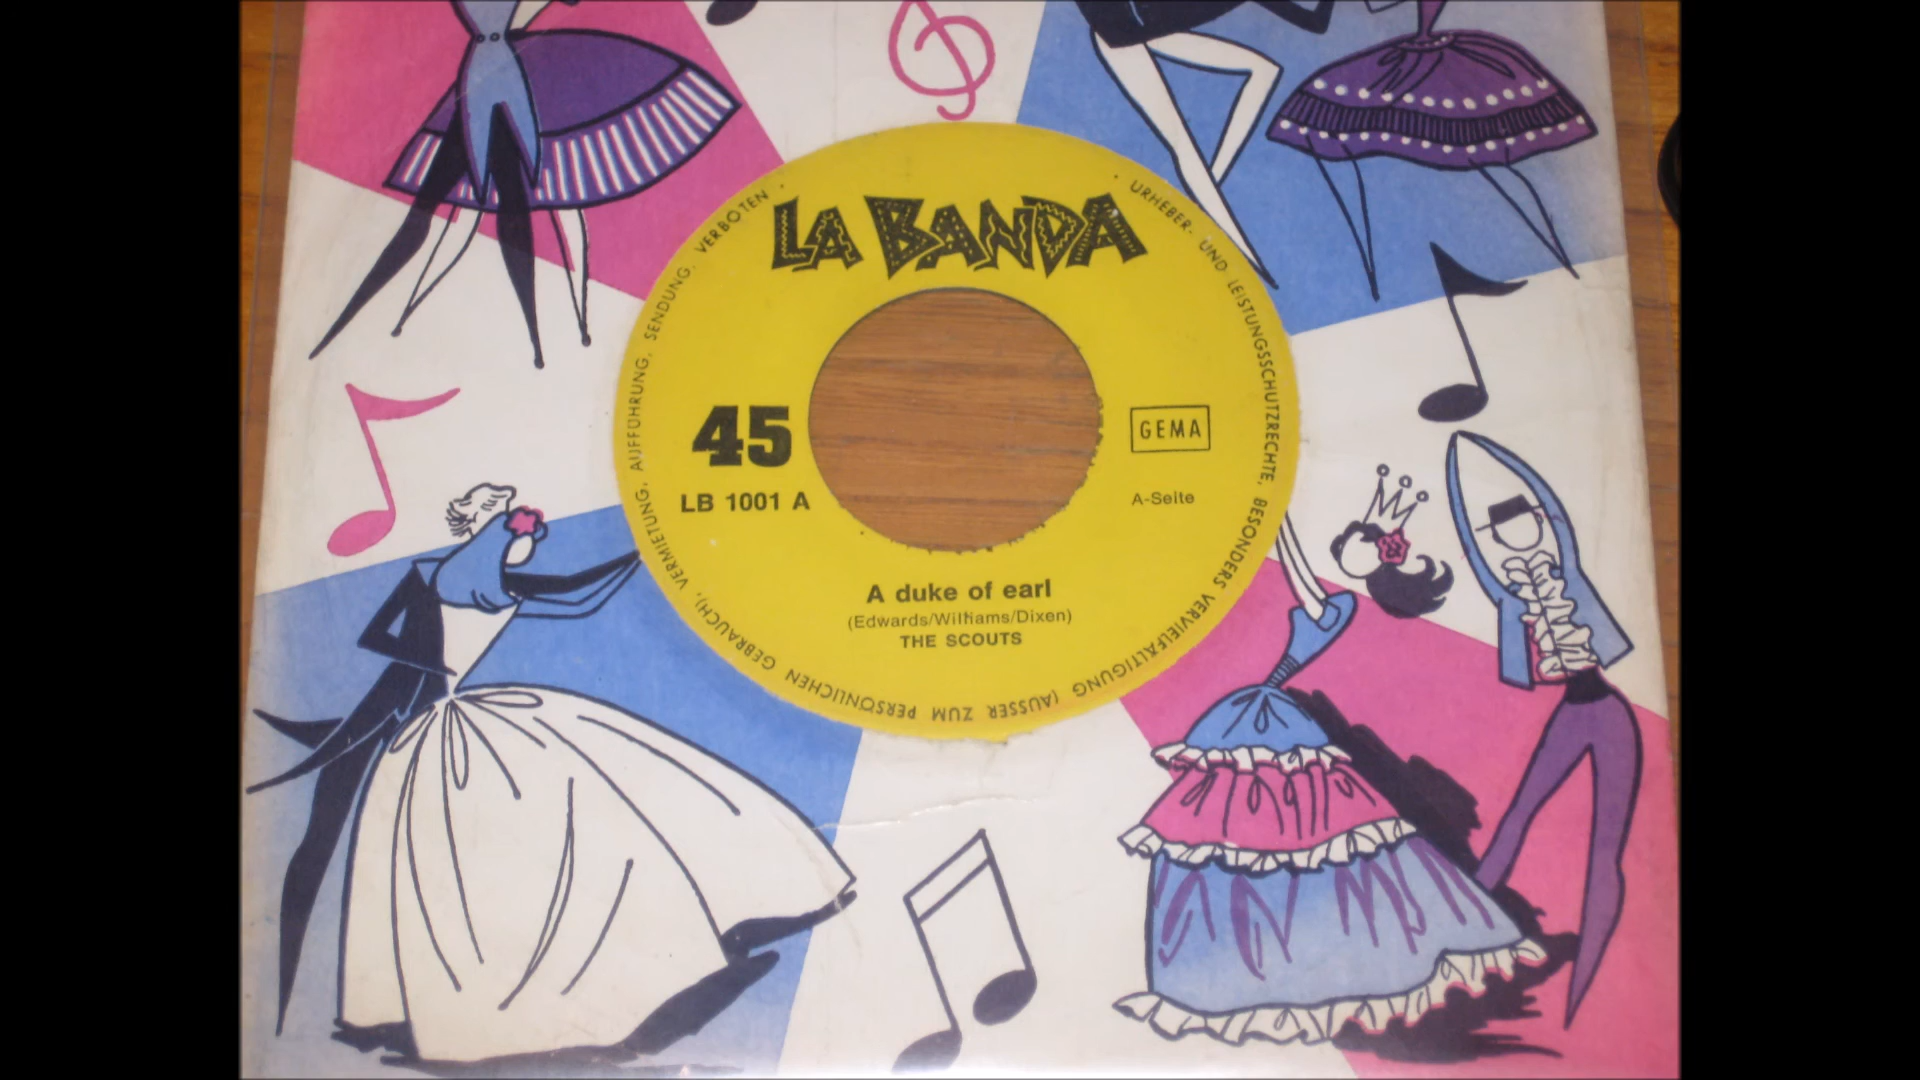 LA BANDA
45
GEMA
LB 1001 A
A-Seite
A duke of earl
(Edwards/Williams/Dixen)
THE SCOUTS
· URHEBER- UND LEISTUNGSSCHUTZRECHTE, BESONDERS VERVIELFÄLTIGUNG (AUSSER ZUM PERSÖNLICHEN GEBRAUCH), VERMIETUNG, AUFFÜHRUNG, SENDUNG, VERBOTEN ·